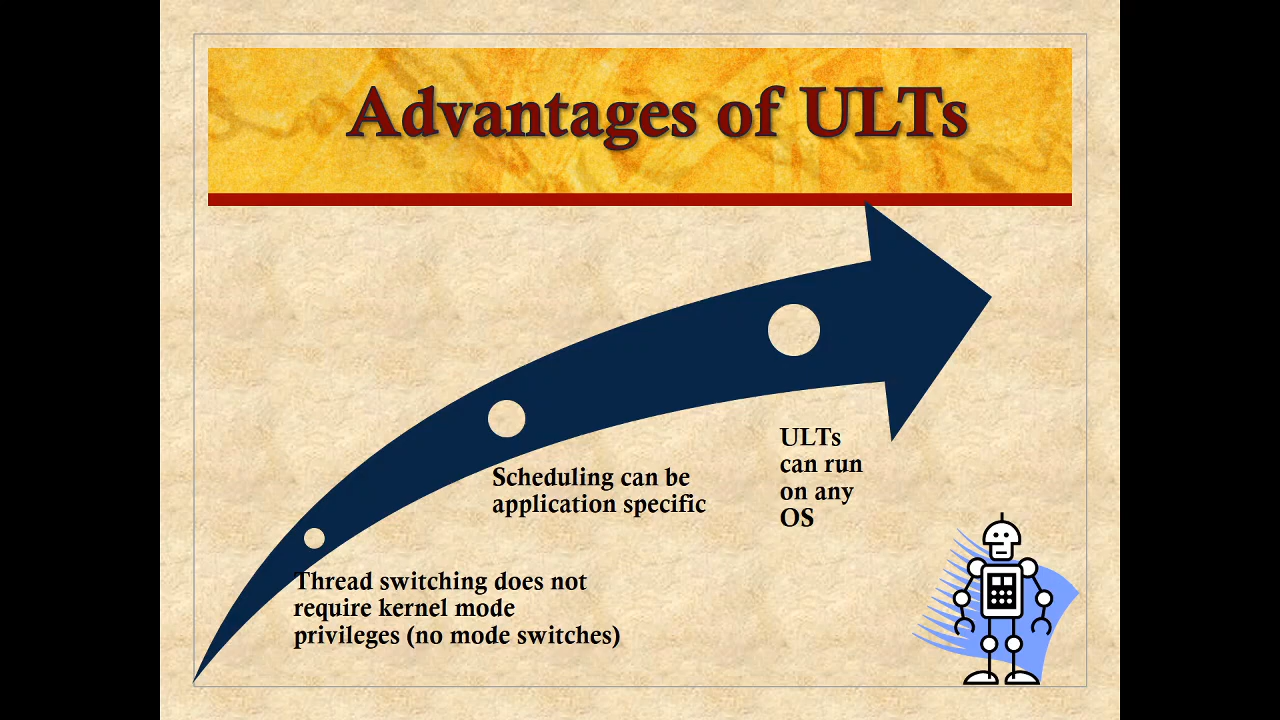 Advantages of ULTs
Thread switching does not
require kernel mode
privileges (no mode switches)
Scheduling can be
application specific
ULTs
can run
on any
OS